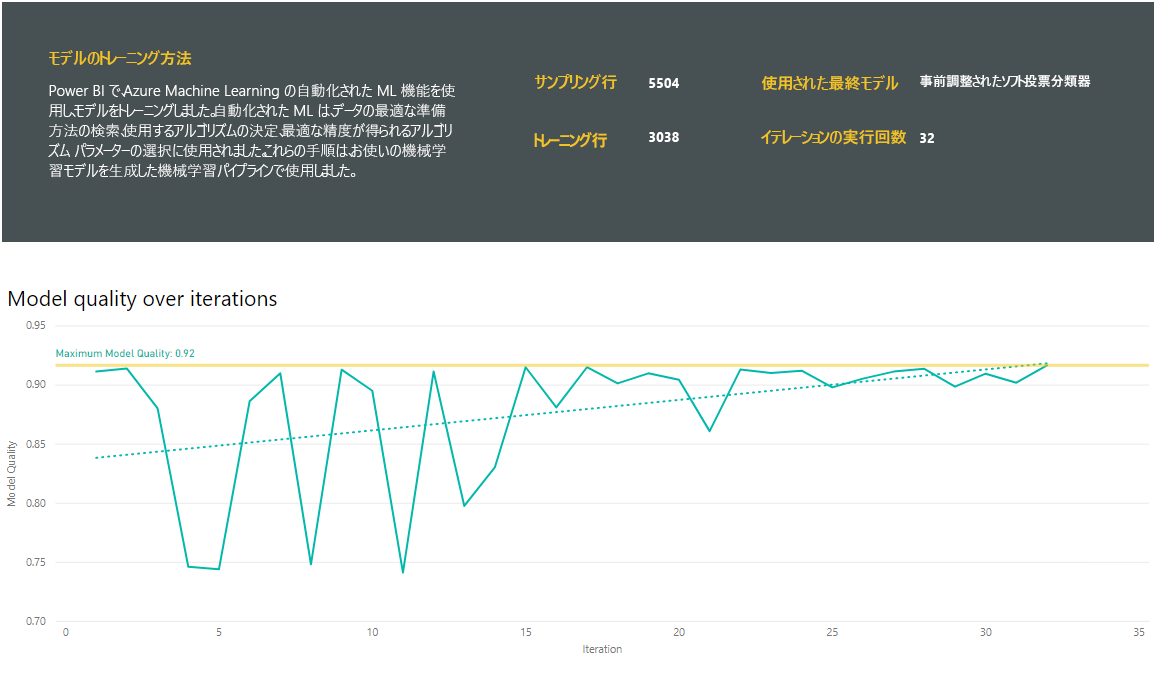 モデルのトレーニング方法
Power BI で、Azure Machine Learning の自動化された ML 機能を使
用し、モデルをトレーニングしました。自動化された ML は、データの最適な準備
方法の検索、使用するアルゴリズムの決定、最適な精度が得られるアルゴリ
ズム パラメーターの選択に使用されました。これらの手順は、お使いの機械学
習モデルを生成した機械学習パイプラインで使用しました。
サンプリング行 5504
トレーニング行 3038
使用された最終モデル 事前調整されたソフト投票分類器
イテレーションの実行回数 32
Model quality over iterations
Maximum Model Quality: 0.92
0.95
0.90
0.85
0.80
0.75
0.70
Model Quality
0 5 10 15 20 25 30 35
Iteration